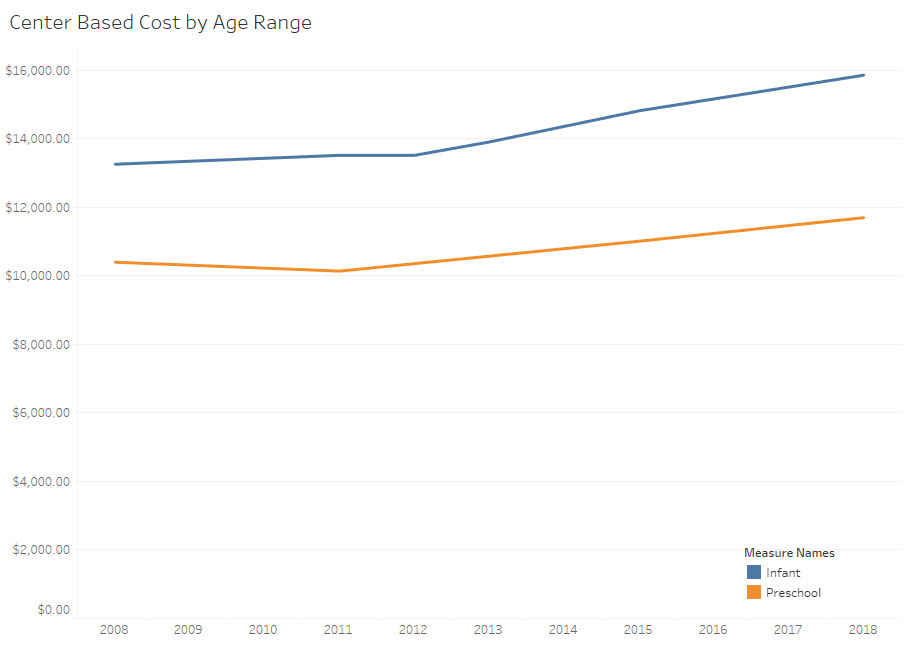 Center Based Cost by Age Range
$16,000.00
$14,000.00
$12,000.00
$10,000.00
$8,000.00
$6,000.00
$4,000.00
$2,000.00
$0.00
Measure Names
Infant
Preschool
2008 2009 2010 2011 2012 2013 2014 2015 2016 2017 2018